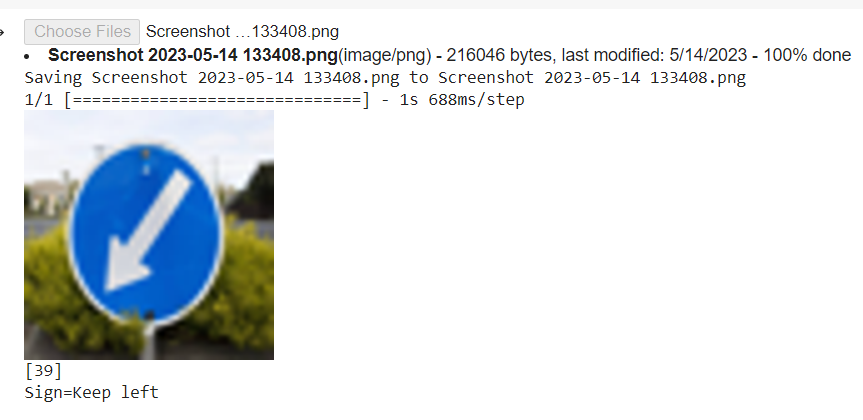 Choose Files Screenshot ...133408.png
• Screenshot 2023-05-14 133408.png(image/png) - 216046 bytes, last modified: 5/14/2023 - 100% done
Saving Screenshot 2023-05-14 133408.png to Screenshot 2023-05-14 133408.png
1/1 [==============================] - 1s 688ms/step
[39]
Sign=Keep left